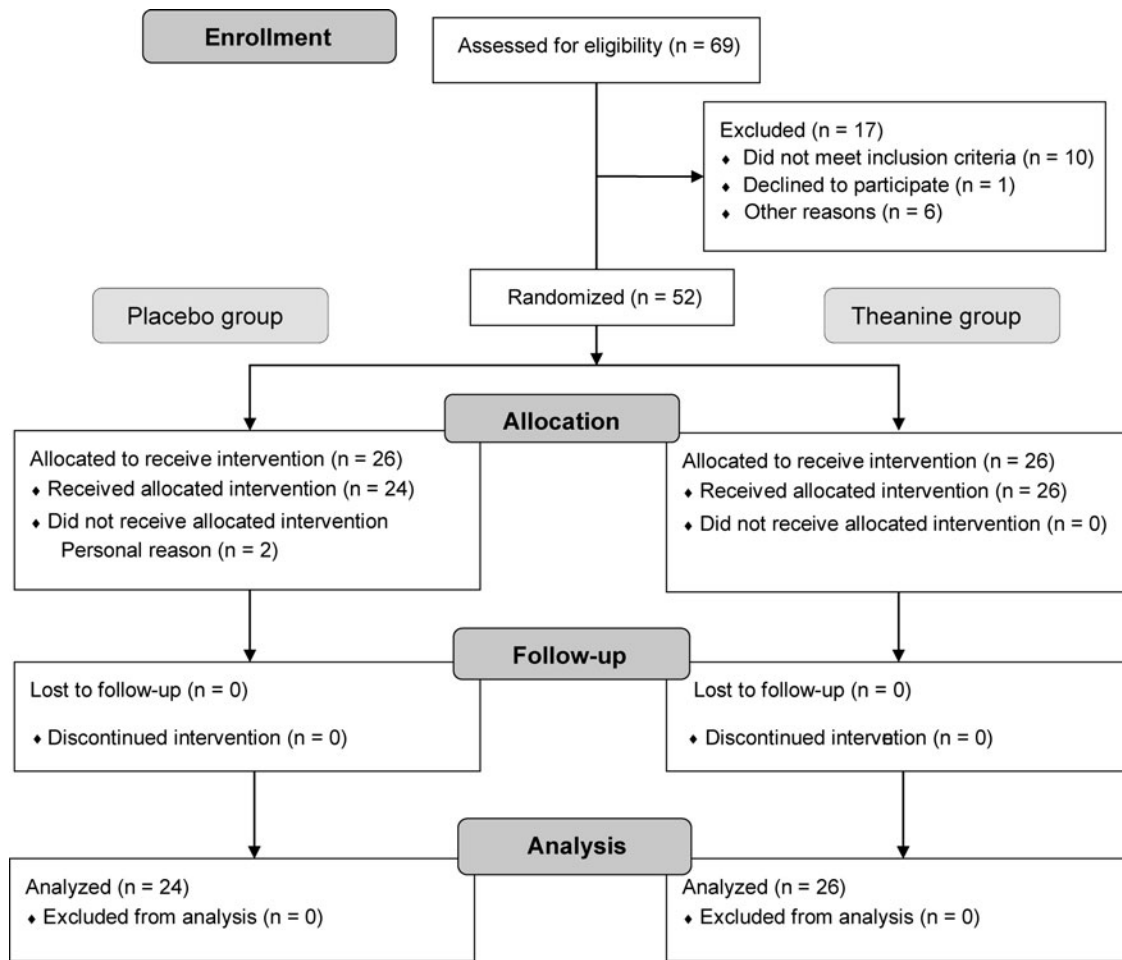 Enrollment
Assessed for eligibility (n = 69)
Excluded (n = 17)
♦ Did not meet inclusion criteria (n = 10)
♦ Declined to participate (n = 1)
♦ Other reasons (n = 6)
Randomized (n = 52)
Placebo group
Theanine group
Allocation
Allocated to receive intervention (n = 26)
♦ Received allocated intervention (n = 24)
♦ Did not receive allocated intervention
Personal reason (n = 2)
Allocated to receive intervention (n = 26)
♦ Received allocated intervention (n = 26)
♦ Did not receive allocated intervention (n = 0)
Follow-up
Lost to follow-up (n = 0)
♦ Discontinued intervention (n = 0)
Lost to follow-up (n = 0)
♦ Discontinued intervention (n = 0)
Analysis
Analyzed (n = 24)
♦ Excluded from analysis (n = 0)
Analyzed (n = 26)
♦ Excluded from analysis (n = 0)